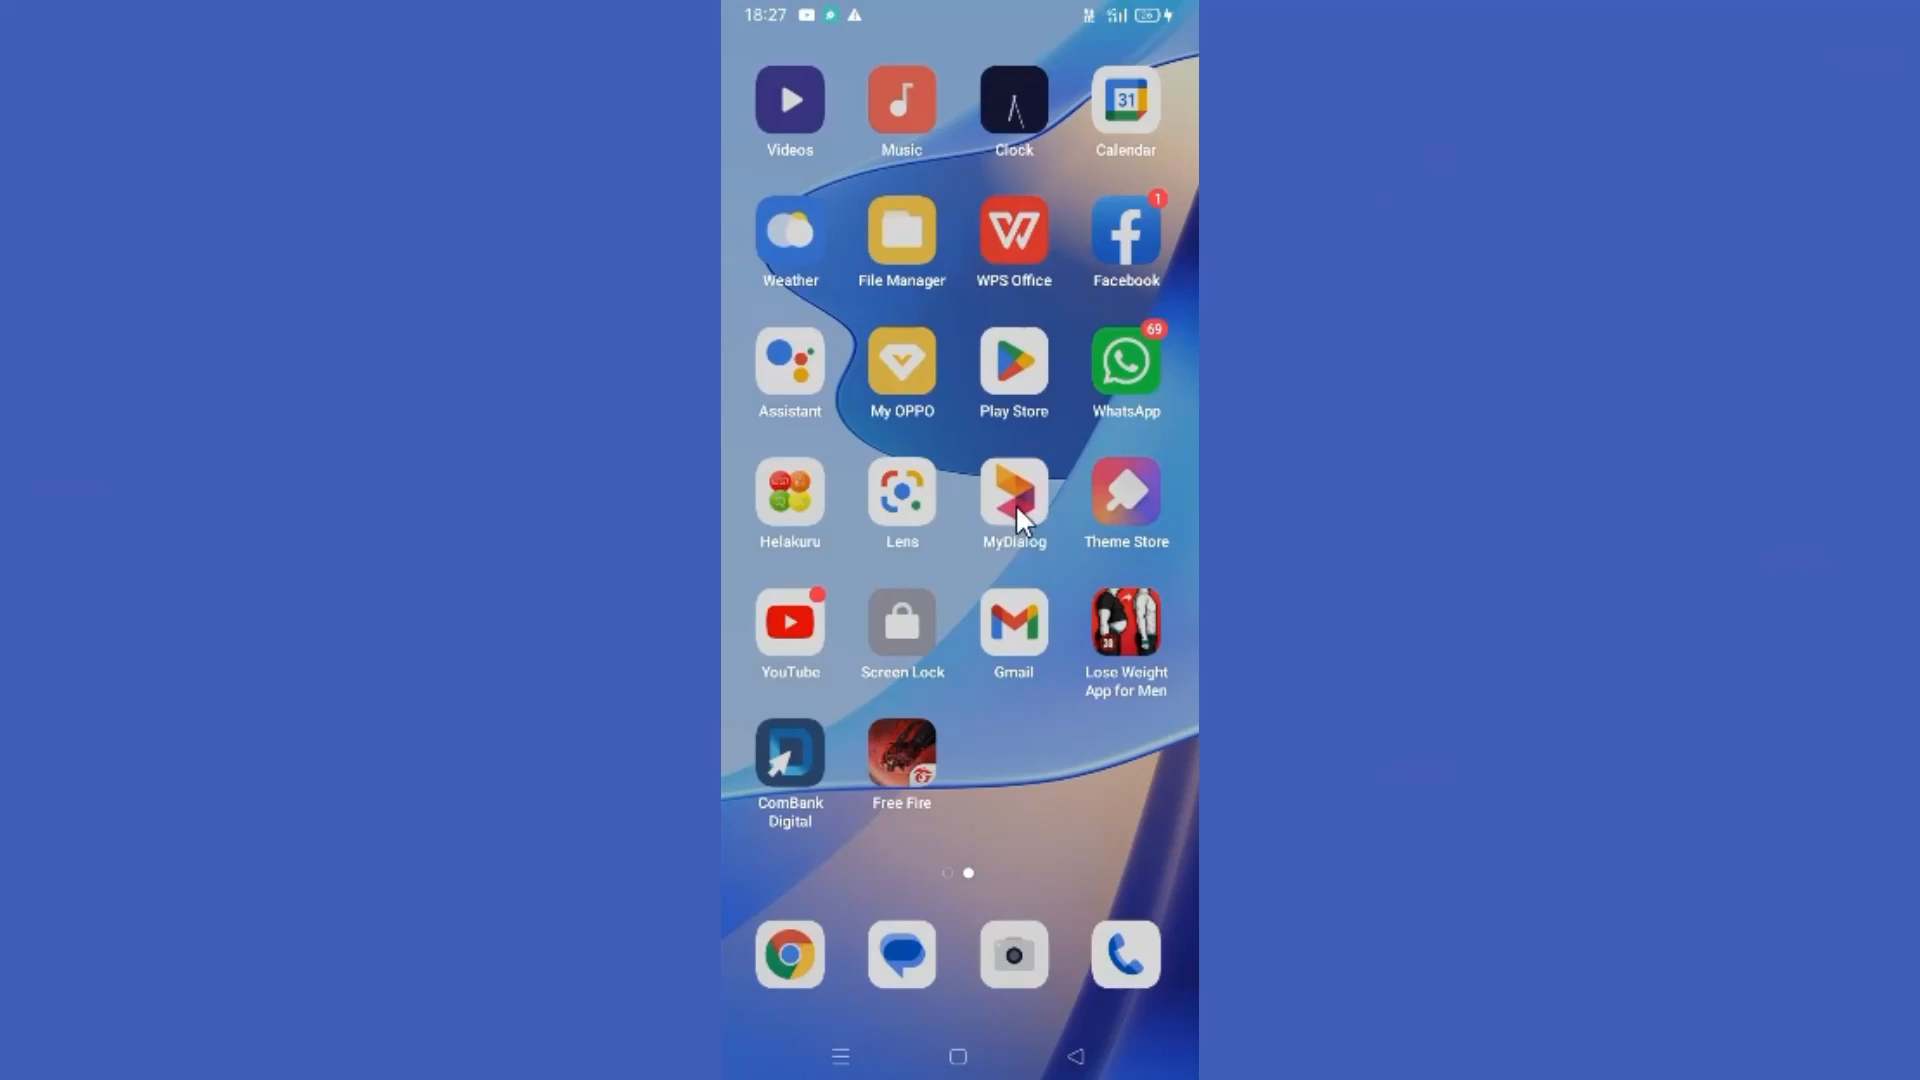 18:27
26
31
Videos Music Clock Calendar
1
Weather File Manager WPS Office Facebook
69
Assistant My OPPO Play Store WhatsApp
Helakuru Lens MyDialog Theme Store
30
YouTube Screen Lock Gmail Lose Weight
App for Men
ComBank Free Fire
Digital